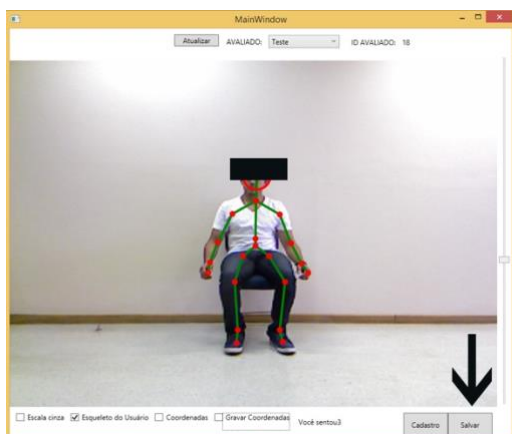 MainWindow
Atualizar AVALIADO: Teste ID AVALIADO: 18
Escala cinza Esqueleto do Usuário Coordenadas Gravar Coordenadas Você sentou3 Cadastro Salvar